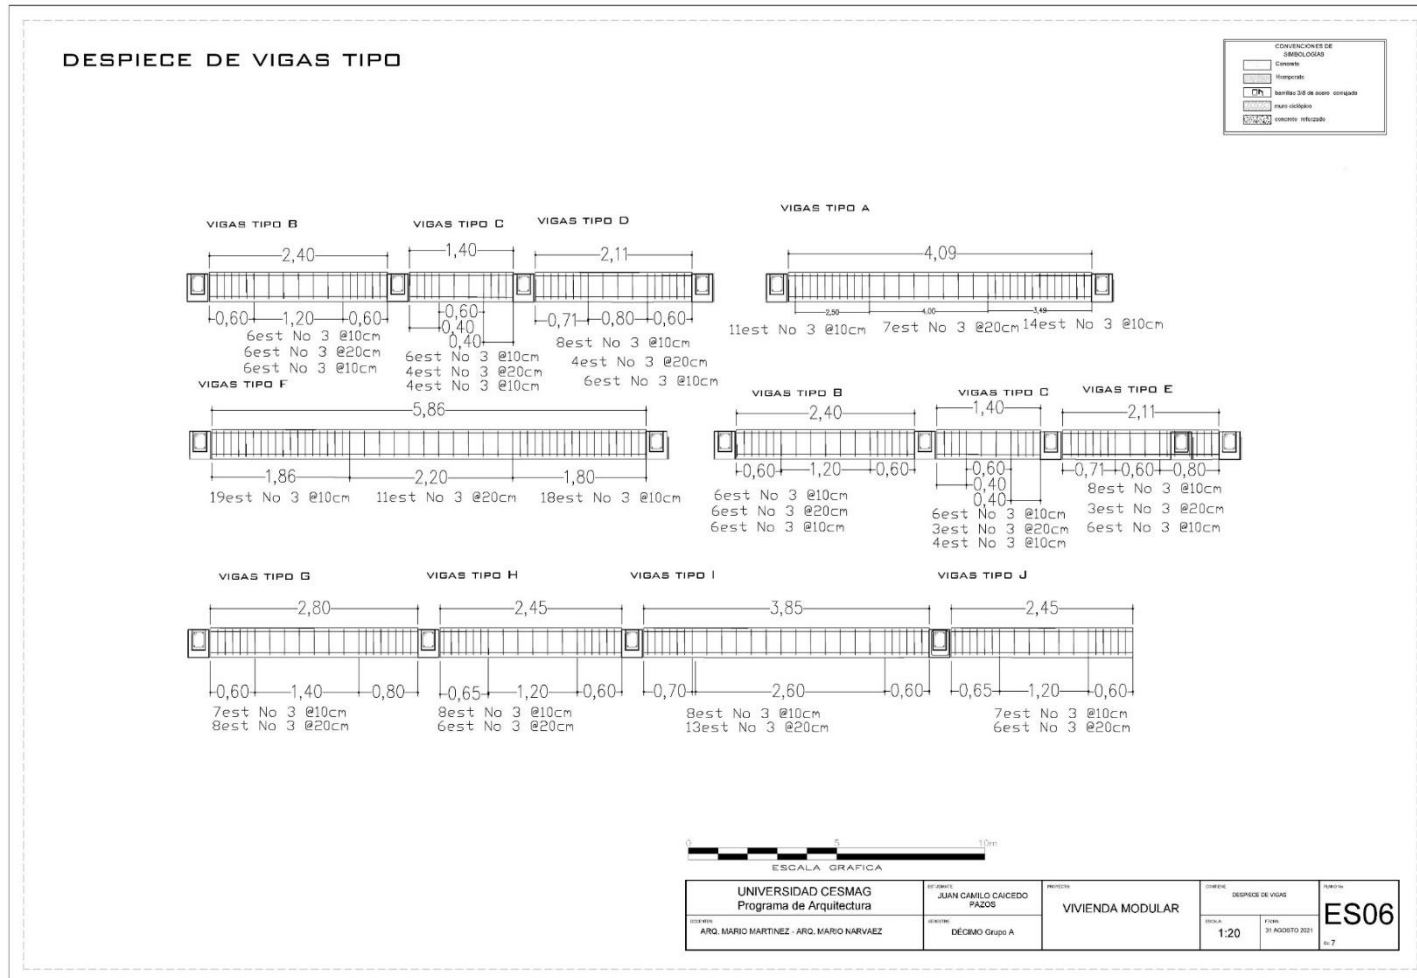 DESPIECE DE VIGAS TIPO
CONVENCIONES DE
SIMBOLOGÍAS
Concreto
barrillas 3/8 de acero corrugado
muro ciclópico
concreto reforzado
VIGAS TIPO B
VIGAS TIPO C
VIGAS TIPO D
VIGAS TIPO A
2,40
1,40
2,11
4,09
0,60
1,20
0,60
0,60
0,40
0,40
0,71
0,80
0,60
2,50
4,00
3,49
6est No 3 @10cm
6est No 3 @20cm
6est No 3 @10cm
6est No 3 @10cm
4est No 3 @20cm
4est No 3 @10cm
8est No 3 @10cm
4est No 3 @20cm
6est No 3 @10cm
11est No 3 @10cm
7est No 3 @20cm
14est No 3 @10cm
VIGAS TIPO F
VIGAS TIPO B
VIGAS TIPO C
VIGAS TIPO E
5,86
2,40
1,40
2,11
1,86
2,20
1,80
0,60
1,20
0,60
0,60
0,40
0,40
0,71
0,60
0,80
19est No 3 @10cm
11est No 3 @20cm
18est No 3 @10cm
6est No 3 @10cm
6est No 3 @20cm
6est No 3 @10cm
6est No 3 @10cm
3est No 3 @20cm
4est No 3 @10cm
8est No 3 @10cm
3est No 3 @20cm
6est No 3 @10cm
VIGAS TIPO G
VIGAS TIPO H
VIGAS TIPO I
VIGAS TIPO J
2,80
2,45
3,85
2,45
0,60
1,40
0,80
0,65
1,20
0,60
0,70
2,60
0,60
0,65
1,20
0,60
7est No 3 @10cm
8est No 3 @20cm
8est No 3 @10cm
6est No 3 @20cm
8est No 3 @10cm
13est No 3 @20cm
7est No 3 @10cm
6est No 3 @20cm
0
5
10m
ESCALA GRAFICA
UNIVERSIDAD CESMAG
Programa de Arquitectura
ARQ. MARIO MARTINEZ - ARQ. MARIO NARVAEZ
JUAN CAMILO CAICEDO
PAZOS
DÉCIMO Grupo A
VIVIENDA MODULAR
DESPIECE DE VIGAS
1:20
31 AGOSTO 2021
ES06
de 7